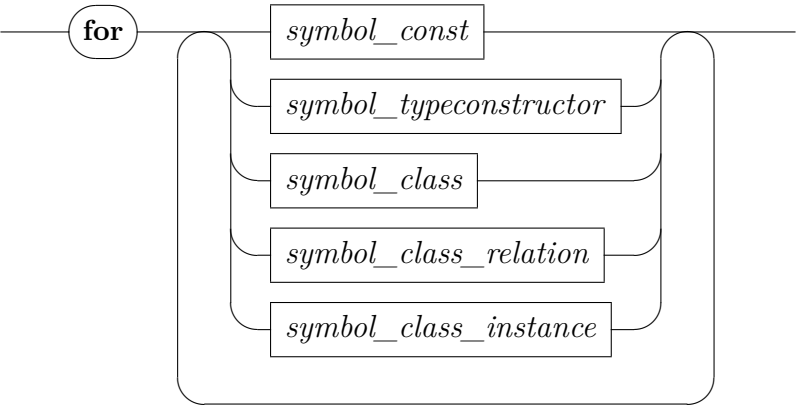 for
symbol_const
symbol_typeconstructor
symbol_class
symbol_class_relation
symbol_class_instance